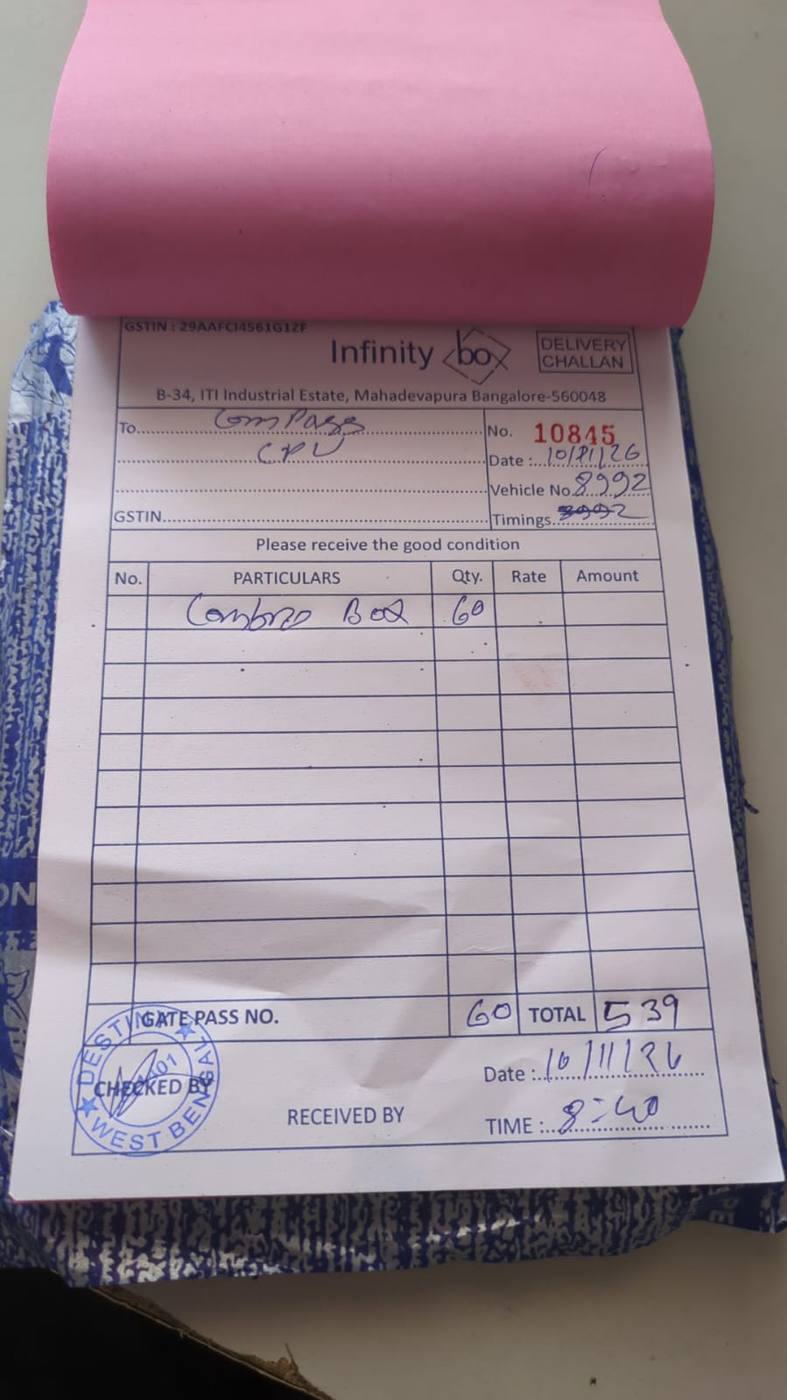 GSTIN : 29AAFCI4561G1ZF
Infinity box
DELIVERY CHALLAN
B-34, ITI Industrial Estate, Mahadevapura Bangalore-560048
To Compass
CPU
No. 10845
Date : 10/11/26
Vehicle No. 8992
GSTIN
Timings
Please receive the good condition
No. PARTICULARS Qty. Rate Amount
Box 60
GATE PASS NO. 60 TOTAL 539
DESTIN
WEST BENGAL
CHECKED BY
RECEIVED BY
Date : 10/11/26
TIME : 8:40